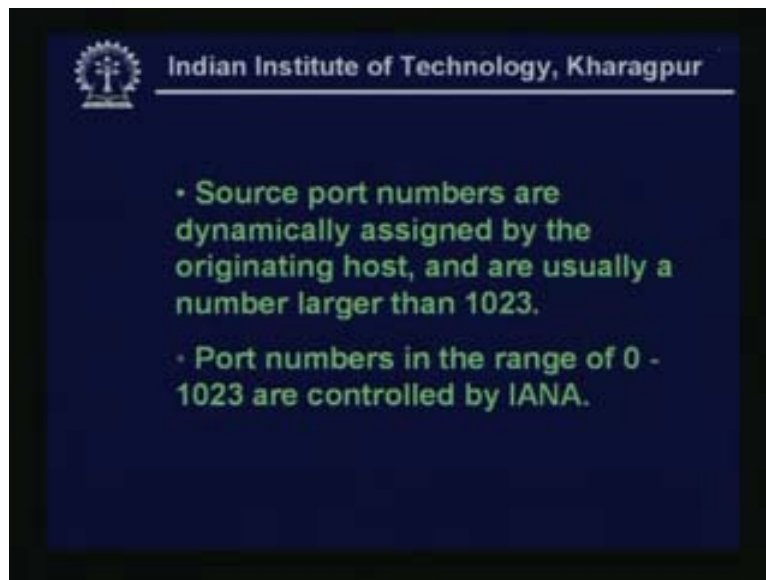 Indian Institute of Technology, Kharagpur
• Source port numbers are
dynamically assigned by the
originating host, and are usually a
number larger than 1023.
• Port numbers in the range of 0 -
1023 are controlled by IANA.